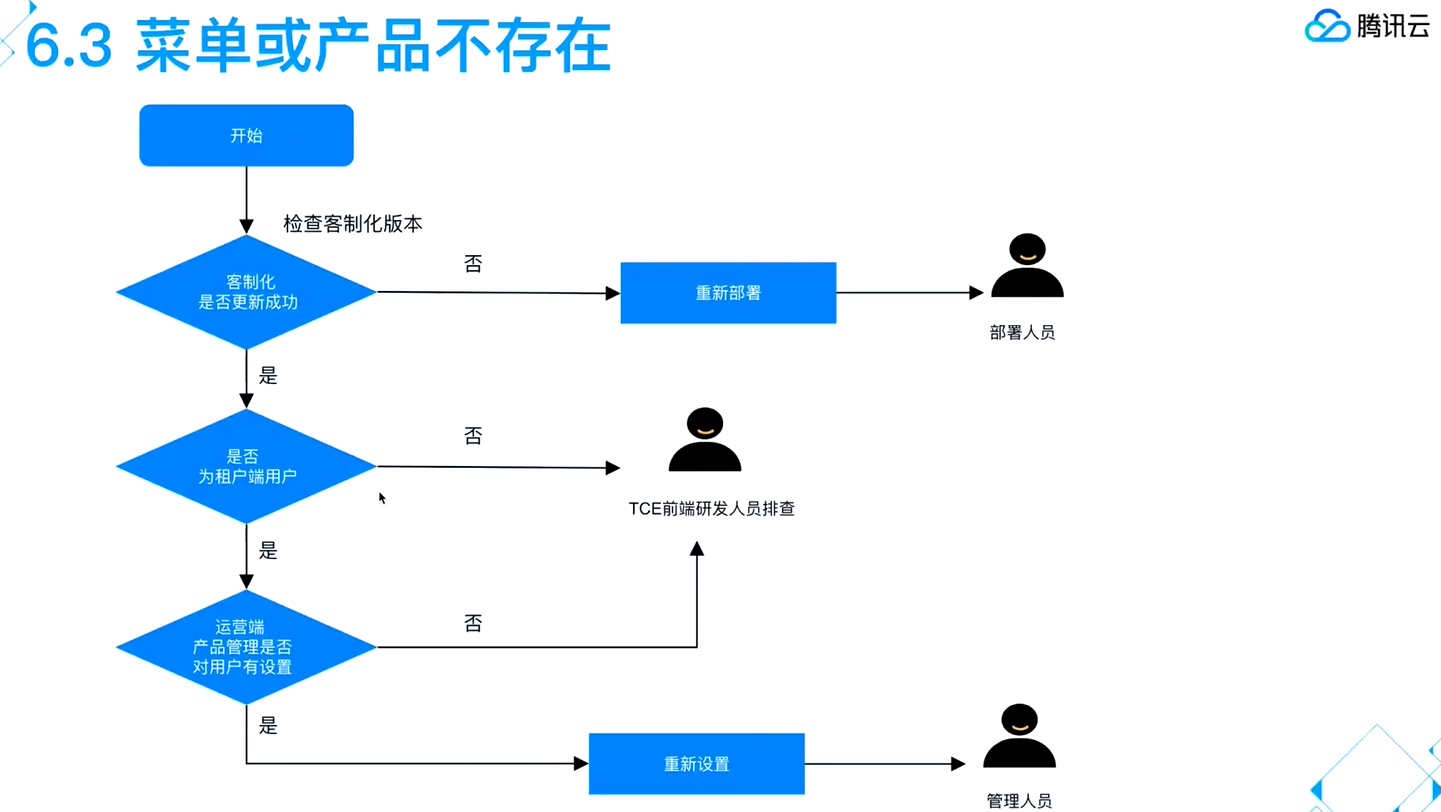 6.3 菜单或产品不存在
腾讯云
开始
检查客制化版本
客制化
是否更新成功
否
重新部署
部署人员
是
是否
为租户端用户
否
TCE前端研发人员排查
是
运营端
产品管理是否
对用户有设置
否
是
重新设置
管理人员